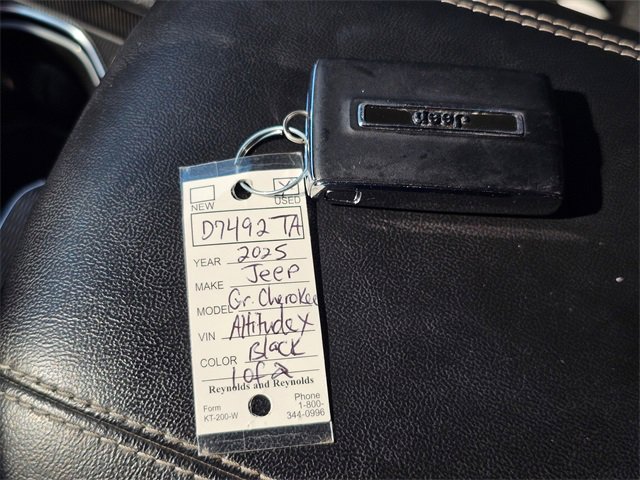 Jeep
NEW USED
D7492TA
YEAR 2025
MAKE Jeep
MODEL Gr. Cherokee
VIN Altitude X
COLOR Black
1 of 2
Reynolds and Reynolds
Form
KT-200-W
Phone
1-800-
344-0996